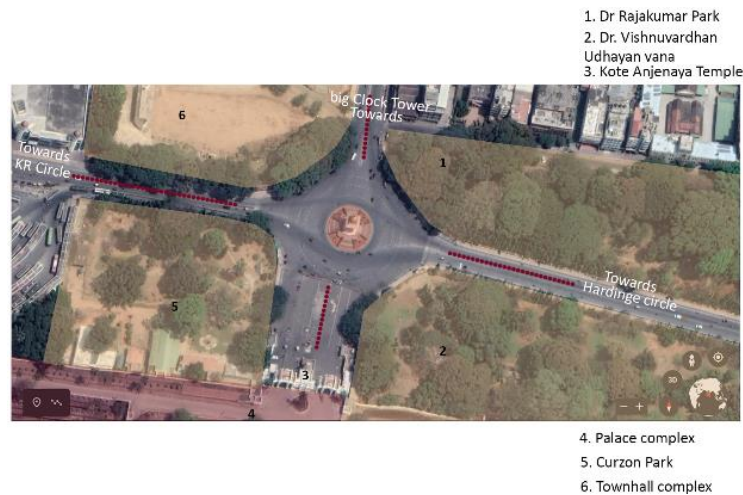 1. Dr Rajakumar Park
2. Dr. Vishnuvardhan
Udhayan vana
3. Kote Anjenaya Temple
6
big Clock Tower
Towards
Towards
KR Circle
1
Towards
Hardinge circle
5
2
3
3D
4
4. Palace complex
5. Curzon Park
6. Townhall complex